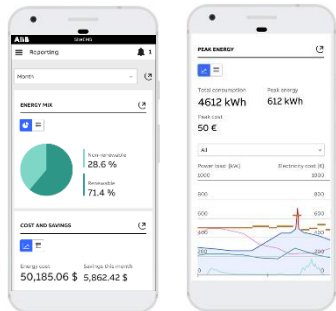 ABB
Reporting 1
Month
ENERGY MIX
Non-renewable
28.6 %
Renewable
71.4 %
COST AND SAVINGS
Energy cost Savings this month
50,185.06 $ 5,862.42 $
PEAK ENERGY
Total consumption Peak energy
4612 kWh 612 kWh
Peak cost
50 €
All
Power load (kW) Electricity cost (€)
1000 1000
800 800
600 600
400 400
200 200
0 0